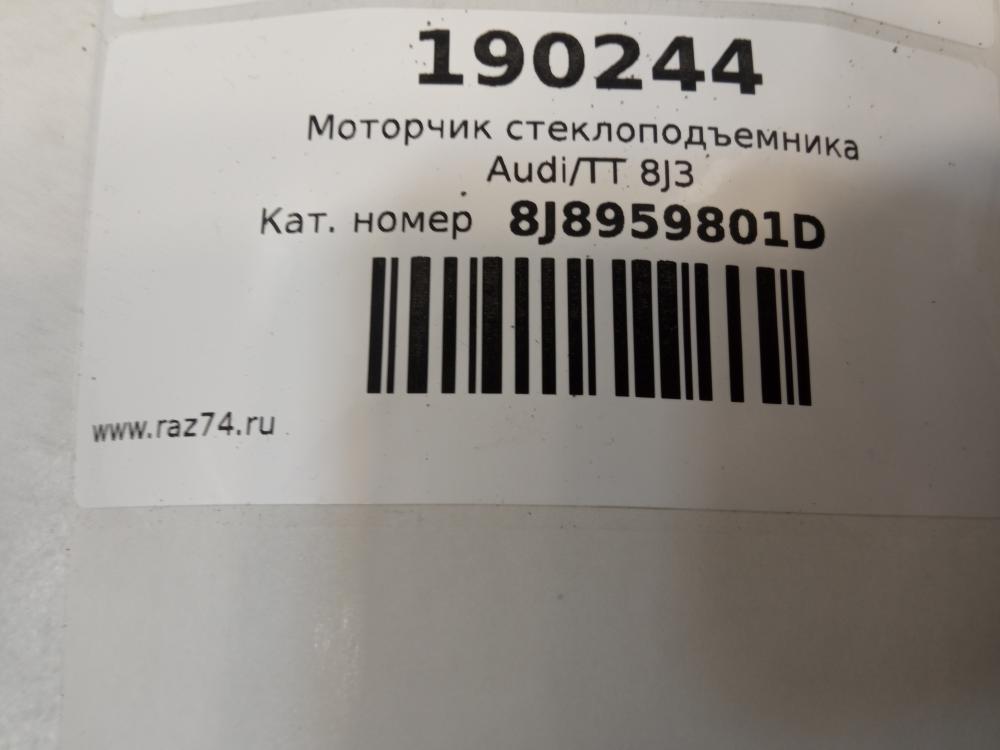 190244
Моторчик стеклоподъемника
Audi/TT 8J3
Кат. номер 8J8959801D
www.raz74.ru